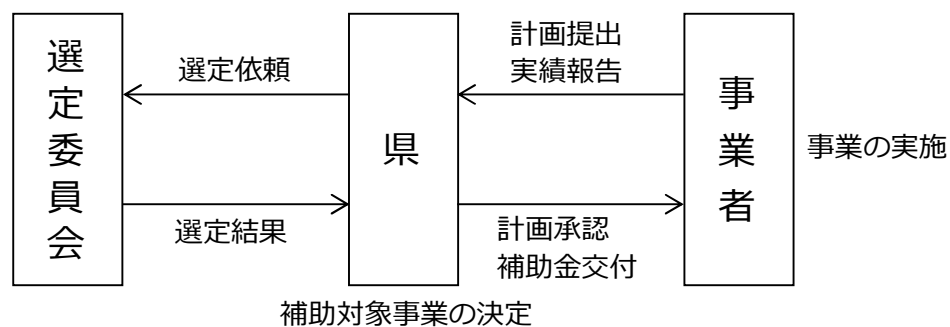 選定委員会
選定依頼
選定結果
県
補助対象事業の決定
計画提出
実績報告
計画承認
補助金交付
事業者
事業の実施